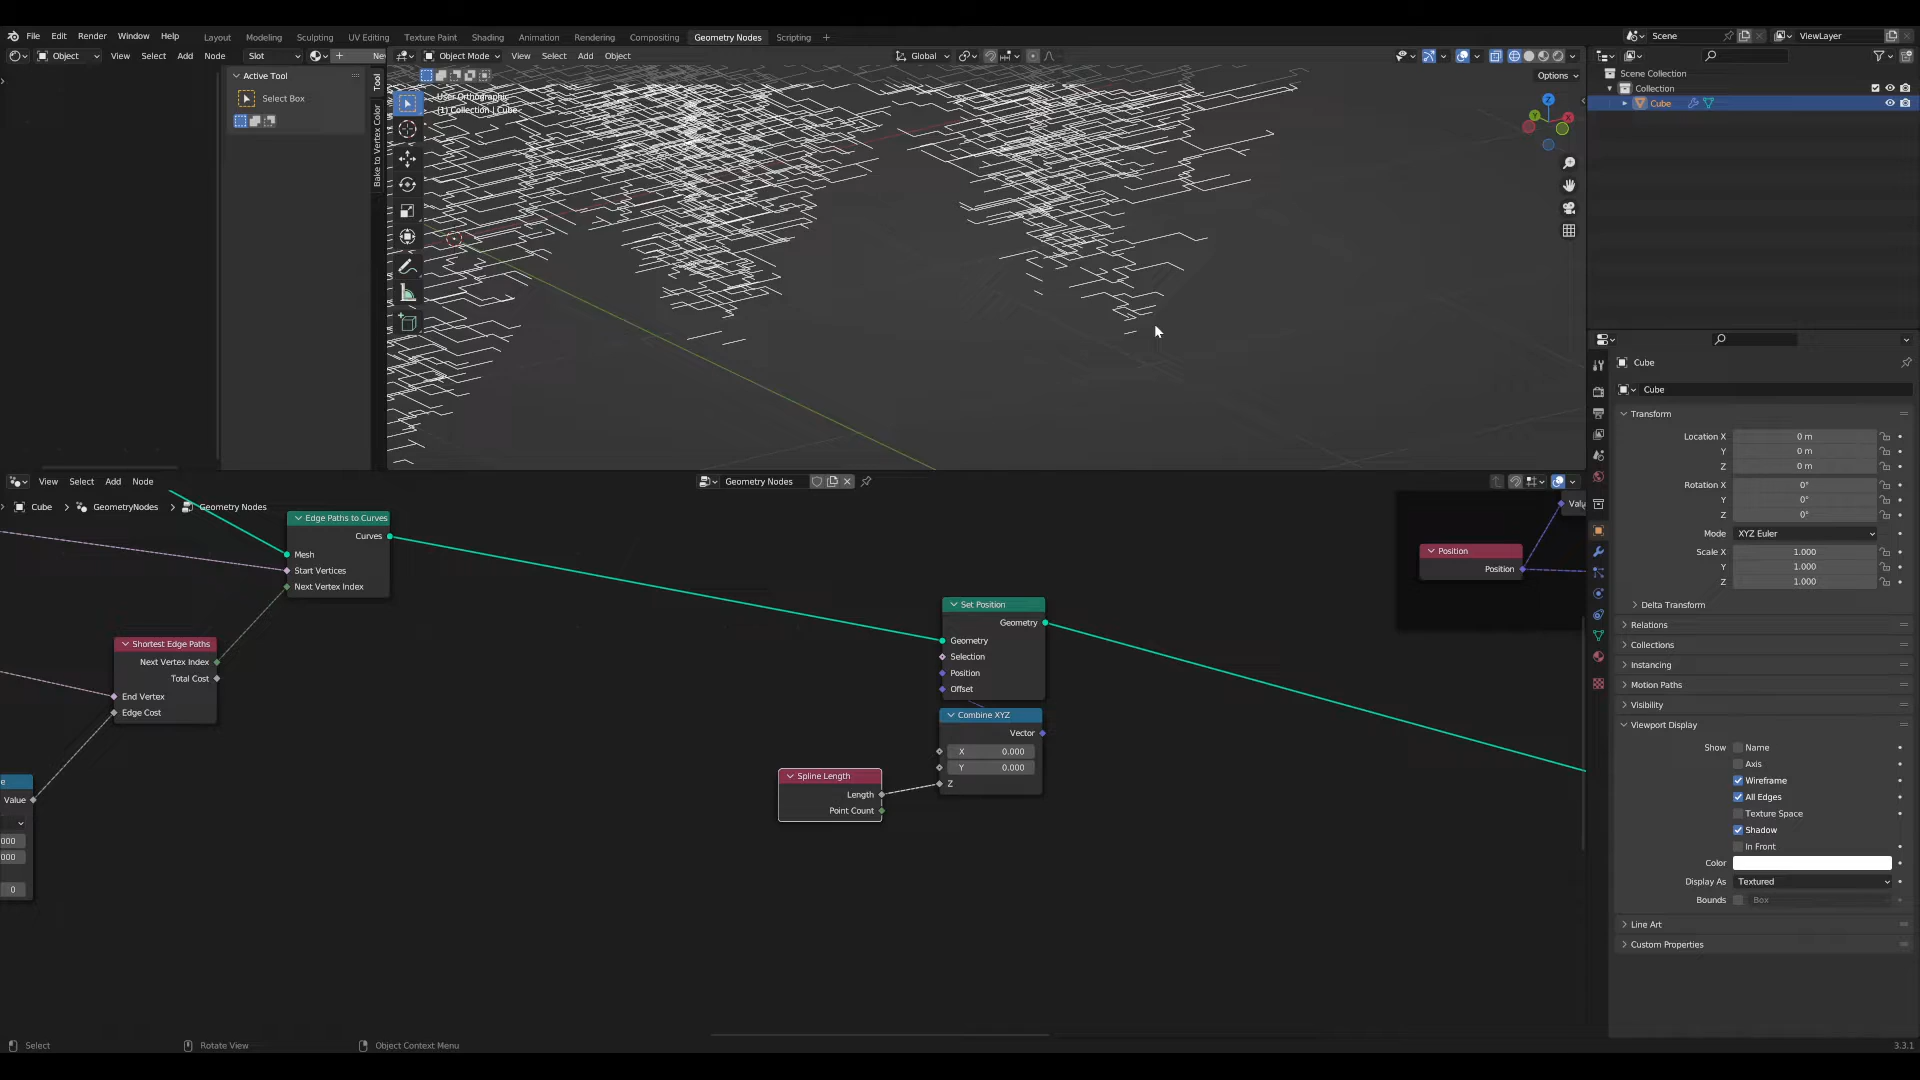 File Edit Render Window Help Layout Modeling Sculpting UV Editing Texture Paint Shading Animation Rendering Compositing Geometry Nodes Scripting + Scene ViewLayer
Object View Select Add Node Slot
Object Mode View Select Add Object Global
Active Tool
Select Box
Tool
Bake to Vertex Color
User Orthographic
(1) Collection | Cube
Options
Z
Y
X
Scene Collection
Collection
Cube
View Select Add Node Geometry Nodes
Cube > GeometryNodes > Geometry Nodes
Edge Paths to Curves
Curves
Mesh
Start Vertices
Next Vertex Index
Shortest Edge Paths
Next Vertex Index
Total Cost
End Vertex
Edge Cost
Value
000
000
0
Set Position
Geometry
Geometry
Selection
Position
Offset
Combine XYZ
Vector
X 0.000
Y 0.000
Z
Spline Length
Length
Point Count
Position
Position
Cube
Cube
Transform
Location X 0 m
Y 0 m
Z 0 m
Rotation X 0°
Y 0°
Z 0°
Mode XYZ Euler
Scale X 1.000
Y 1.000
Z 1.000
Delta Transform
Relations
Collections
Instancing
Motion Paths
Visibility
Viewport Display
Show Name
Axis
Wireframe
All Edges
Texture Space
Shadow
In Front
Color
Display As Textured
Bounds Box
Line Art
Custom Properties
Select Rotate View Object Context Menu 3.3.1